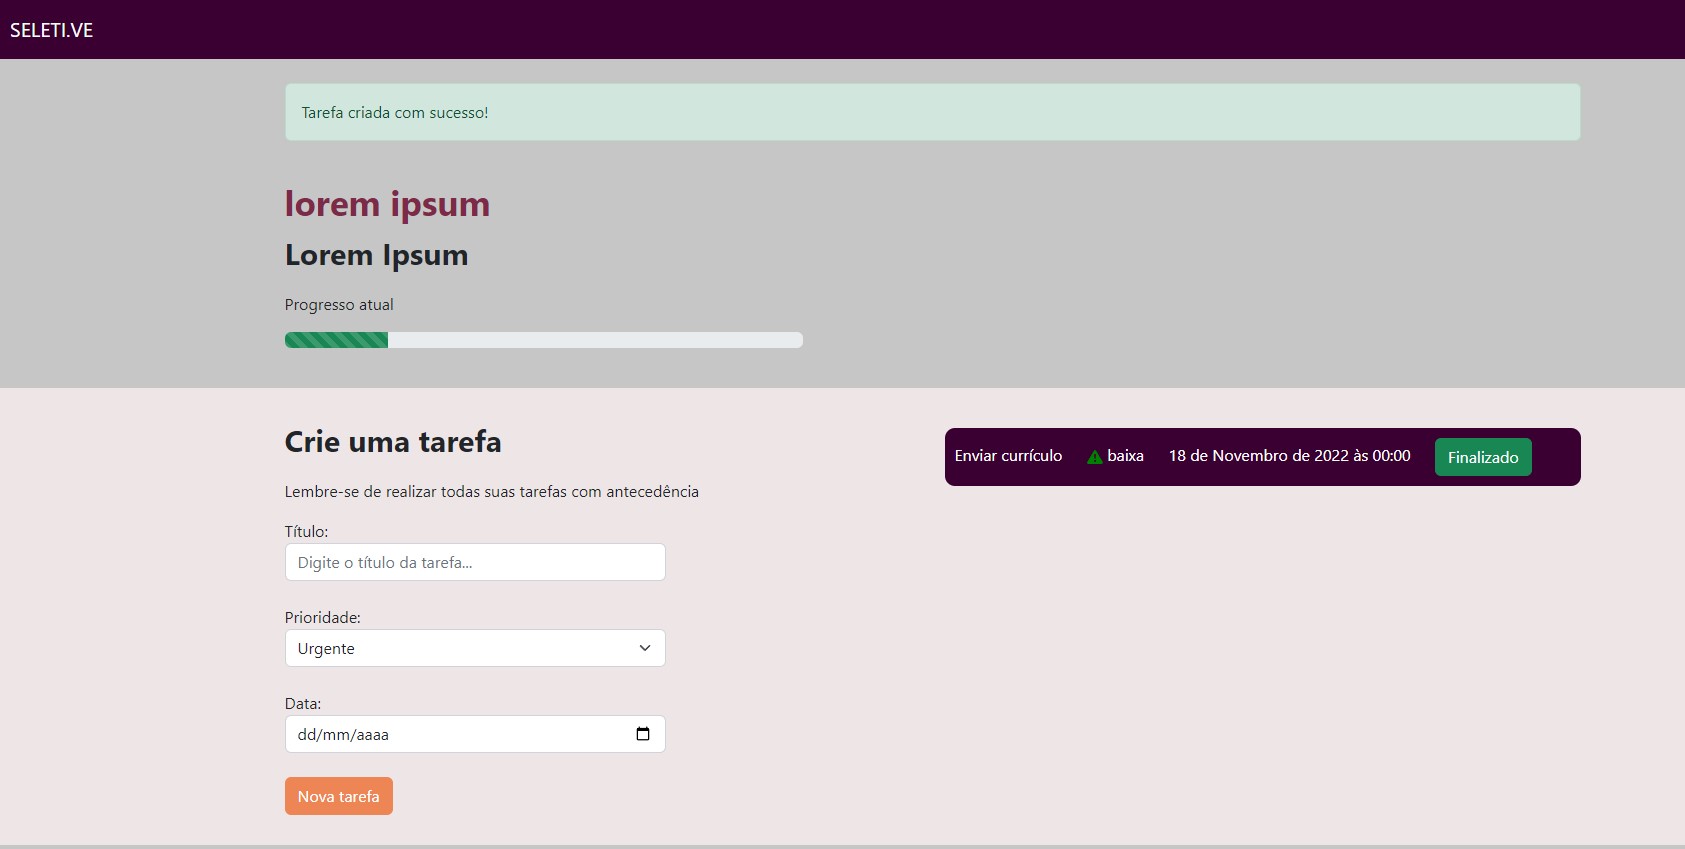 SELETI.VE
Tarefa criada com sucesso!
lorem ipsum
Lorem Ipsum
Progresso atual
Crie uma tarefa
Lembre-se de realizar todas suas tarefas com antecedência
Título:
Digite o título da tarefa...
Prioridade:
Urgente
Data:
dd/mm/aaaa
Nova tarefa
Enviar currículo baixa 18 de Novembro de 2022 às 00:00 Finalizado